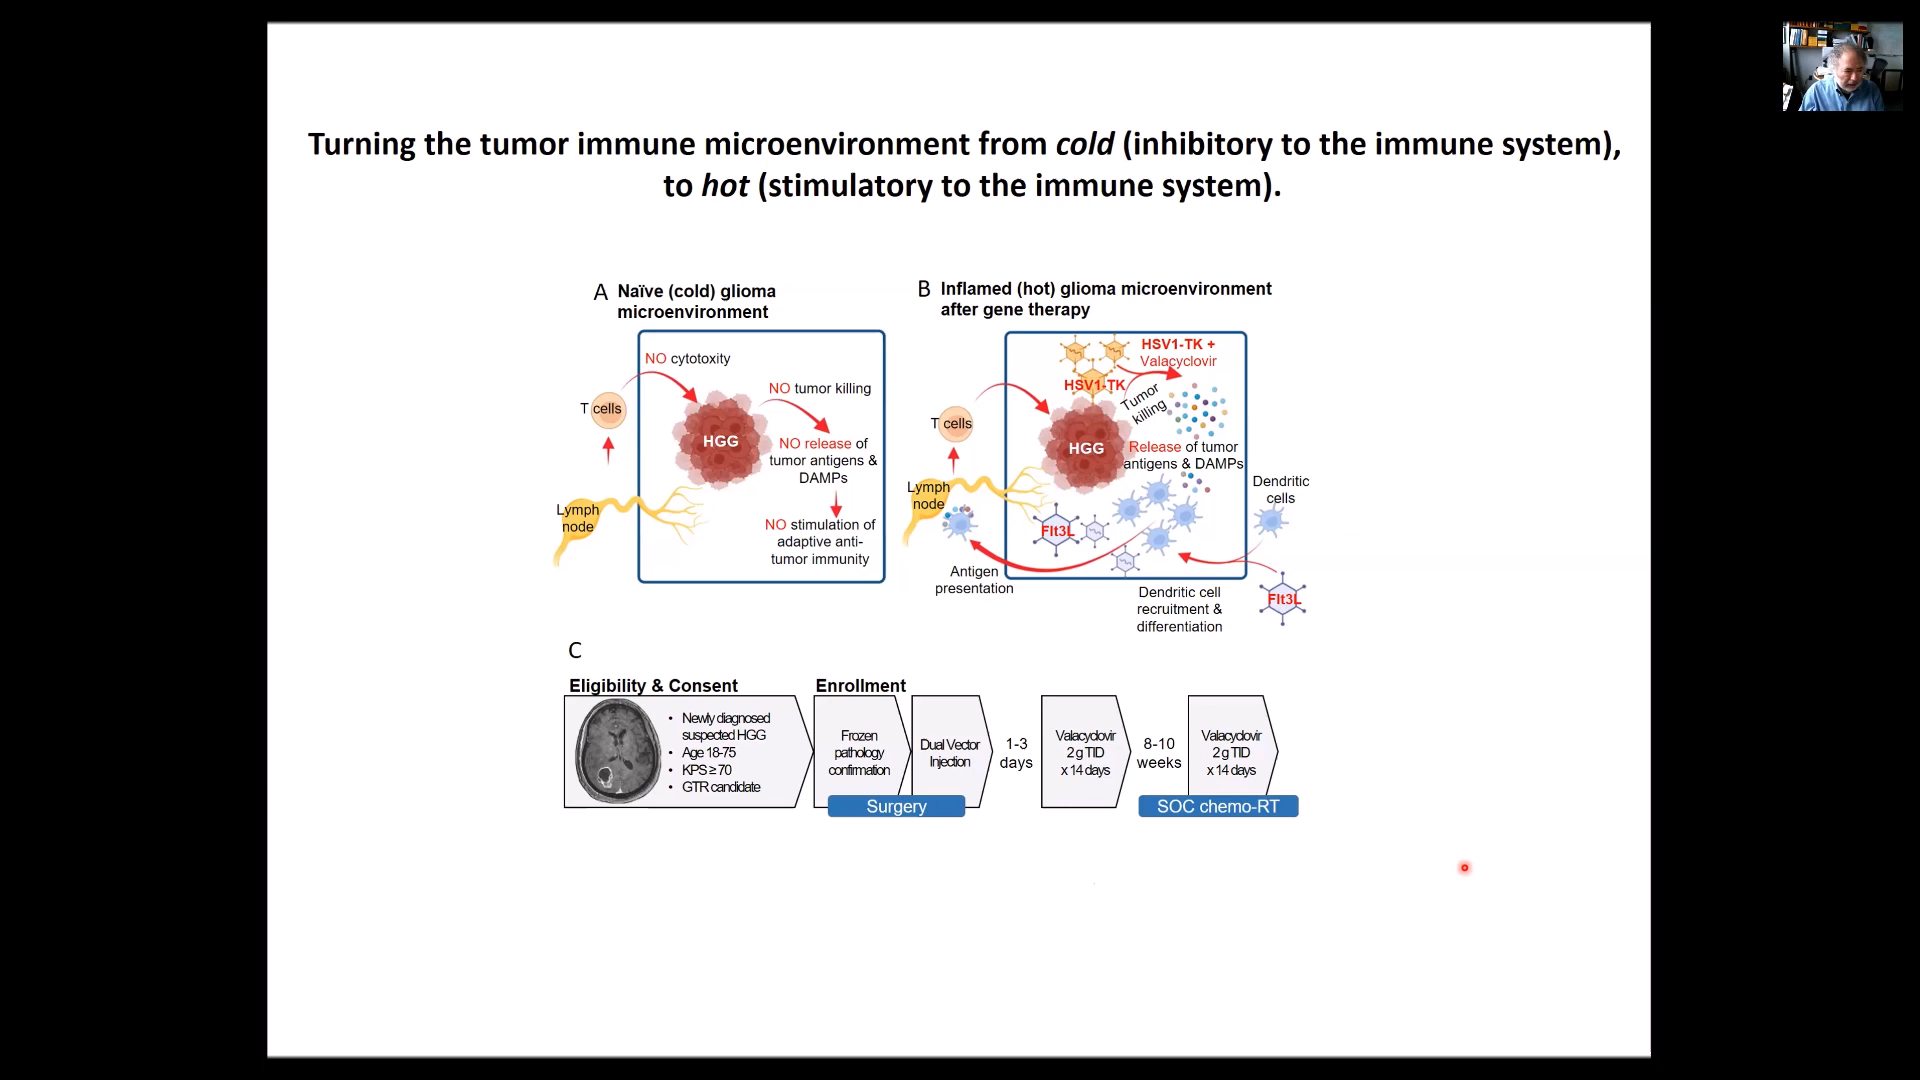 Turning the tumor immune microenvironment from cold (inhibitory to the immune system),
to hot (stimulatory to the immune system).
A
Naïve (cold) glioma
microenvironment
NO cytotoxity
T cells
HGG
NO tumor killing
NO release of
tumor antigens &
DAMPs
NO stimulation of
adaptive anti-
tumor immunity
Lymph
node
B
Inflamed (hot) glioma microenvironment
after gene therapy
HSV1-TK +
Valacyclovir
HSV1-TK
Tumor
killing
T cells
HGG
Release of tumor
antigens & DAMPs
Lymph
node
Flt3L
Dendritic
cells
Antigen
presentation
Dendritic cell
recruitment &
differentiation
Flt3L
C
Eligibility & Consent
• Newly diagnosed
suspected HGG
• Age 18-75
• KPS ≥ 70
• GTR candidate
Enrollment
Frozen
pathology
confirmation
Dual Vector
Injection
Surgery
1-3
days
Valacyclovir
2 g TID
x 14 days
8-10
weeks
Valacyclovir
2 g TID
x 14 days
SOC chemo-RT